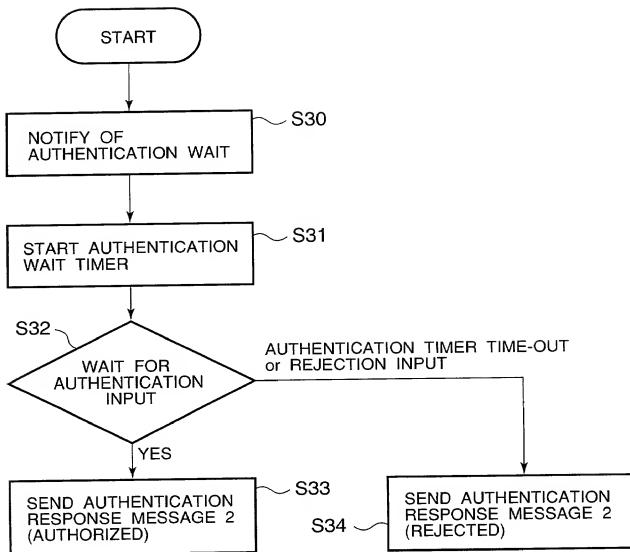 START
S30
NOTIFY OF
AUTHENTICATION WAIT
S31
START AUTHENTICATION
WAIT TIMER
S32
WAIT FOR
AUTHENTICATION
INPUT
AUTHENTICATION TIMER TIME-OUT
or REJECTION INPUT
YES
S33
SEND AUTHENTICATION
RESPONSE MESSAGE 2
(AUTHORIZED)
S34
SEND AUTHENTICATION
RESPONSE MESSAGE 2
(REJECTED)